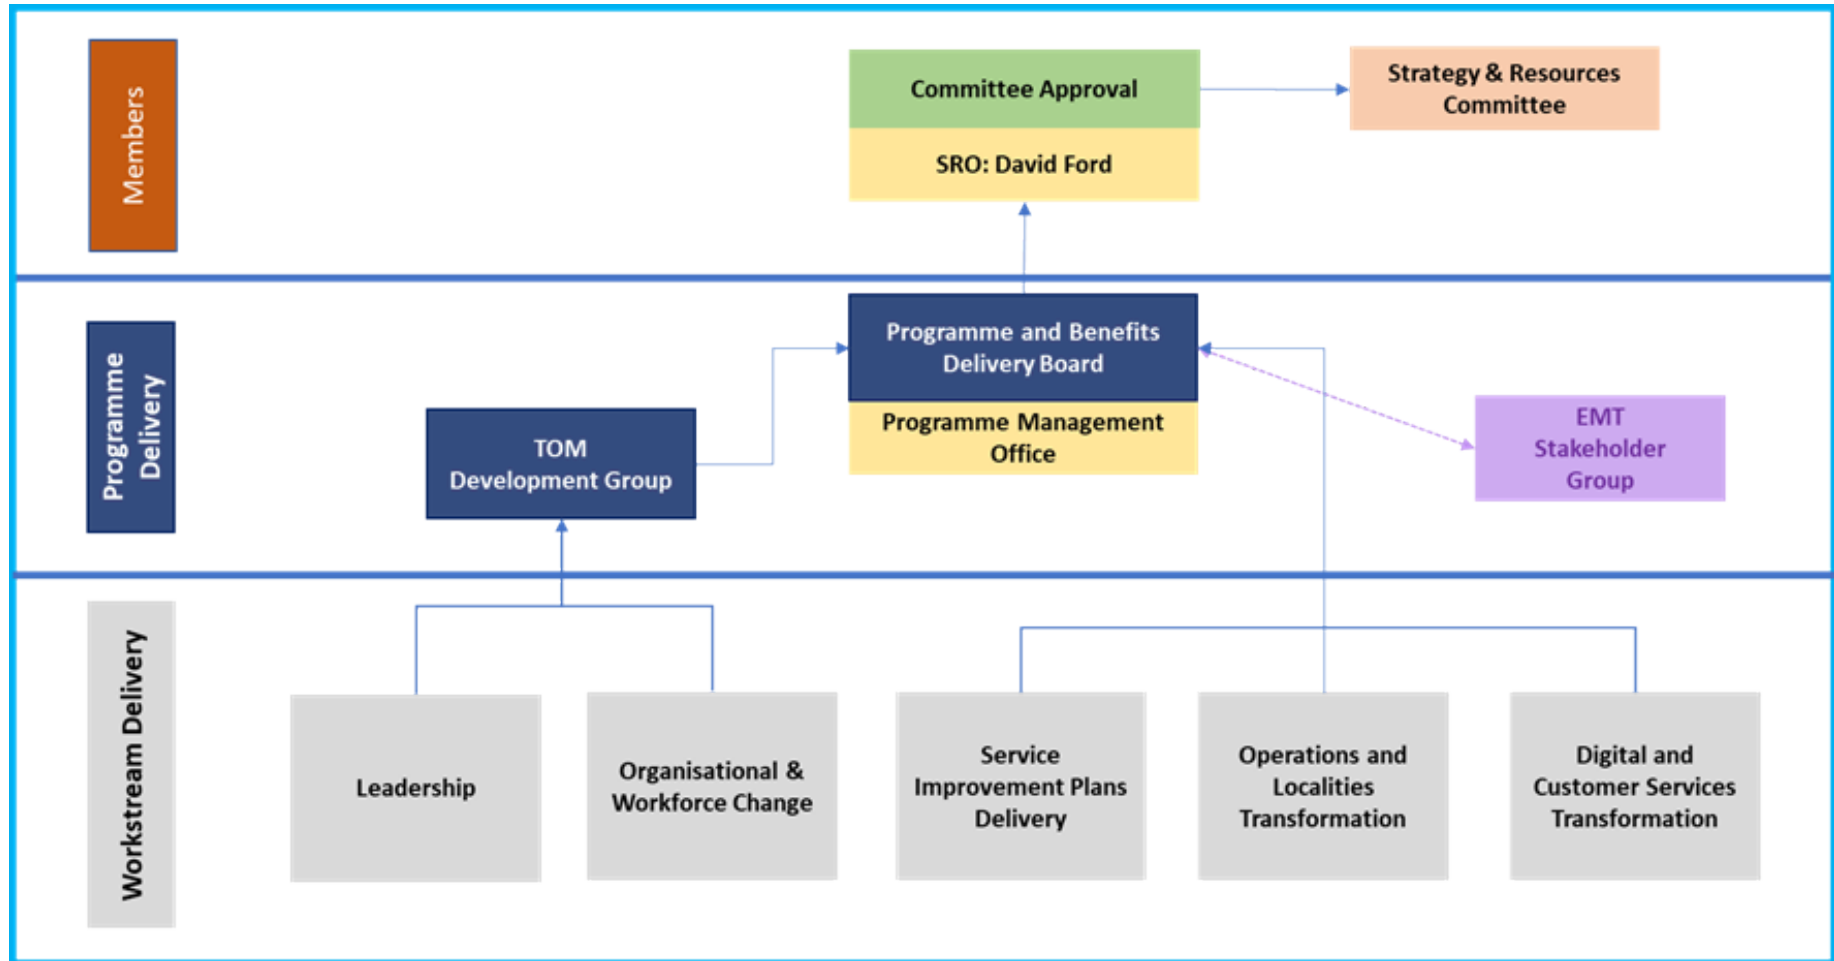 Members
Committee Approval
SRO: David Ford
Strategy & Resources
Committee
Programme
Delivery
Programme and Benefits
Delivery Board
Programme Management
Office
TOM
Development Group
EMT
Stakeholder
Group
Workstream Delivery
Leadership
Organisational &
Workforce Change
Service
Improvement Plans
Delivery
Operations and
Localities
Transformation
Digital and
Customer Services
Transformation